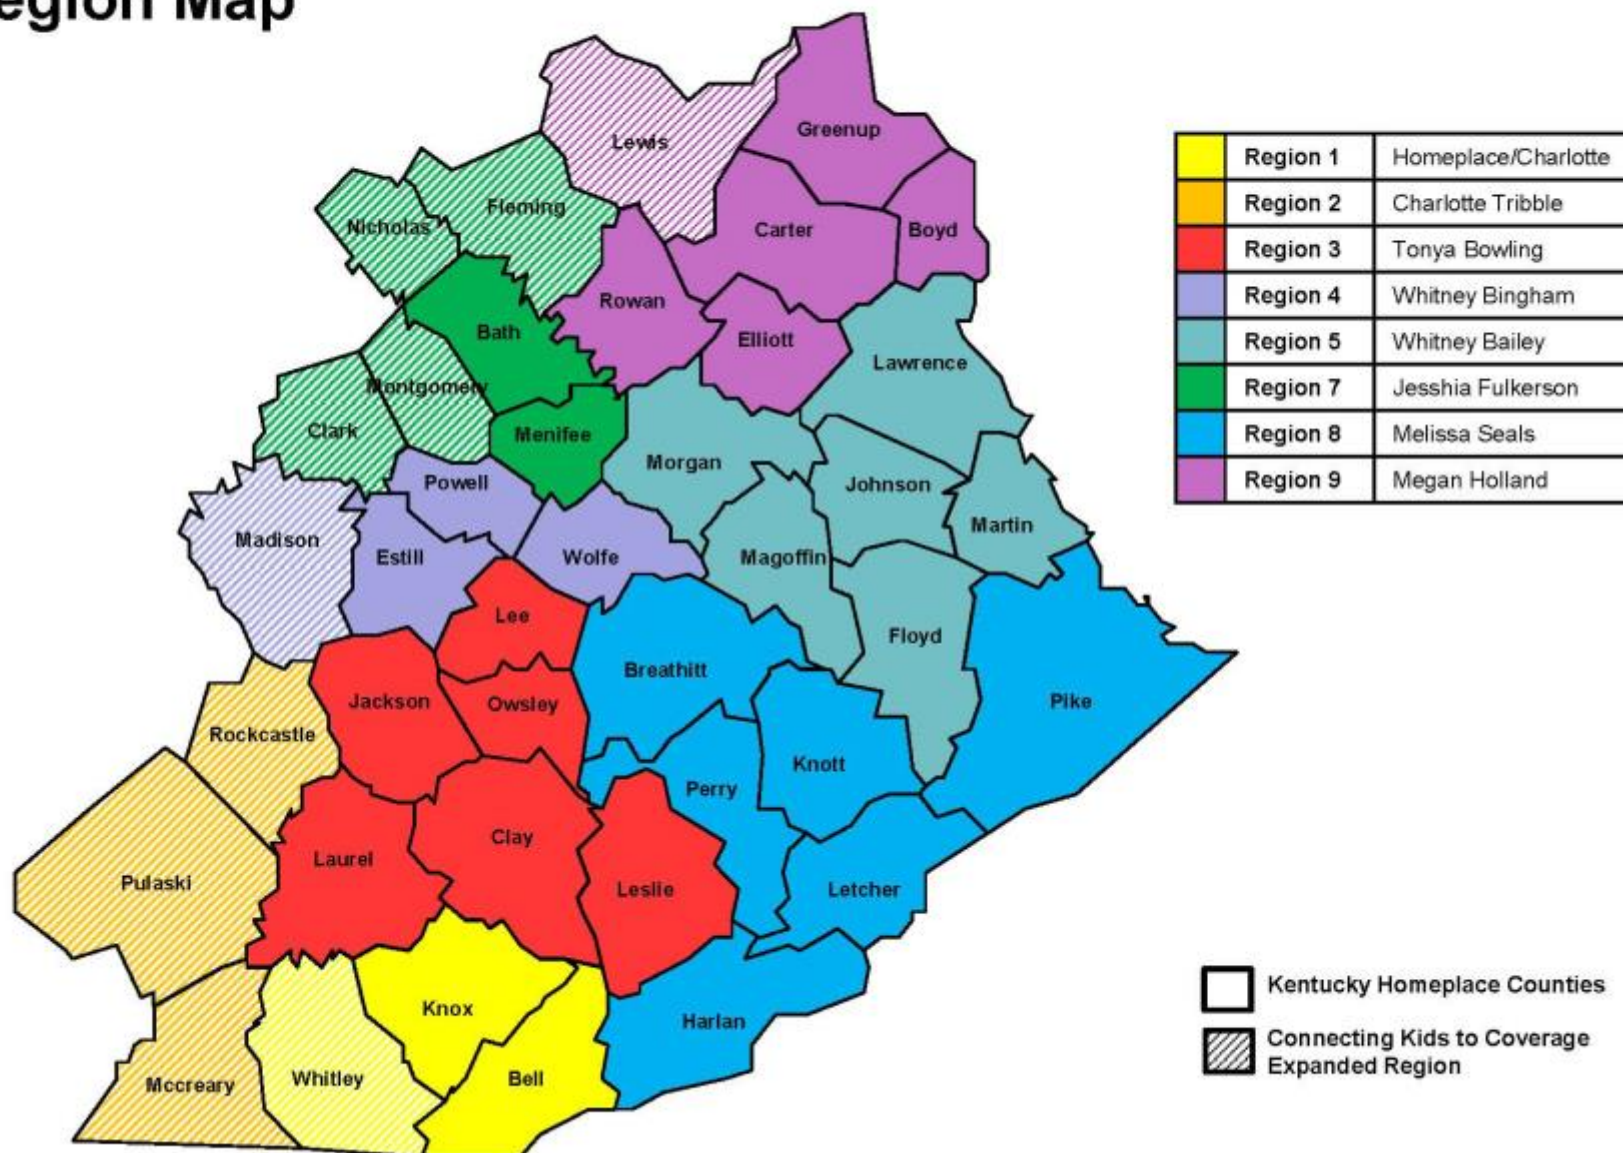 egion Map
Lewis
Greenup
Fleming
Nicholas
Carter
Boyd
Rowan
Bath
Elliott
Lawrence
Montgomery
Clark
Menifee
Morgan
Powell
Johnson
Madison
Martin
Estill
Wolfe
Magoffin
Lee
Floyd
Breathitt
Jackson
Owsley
Pike
Rockcastle
Knott
Perry
Clay
Laurel
Pulaski
Leslie
Letcher
Knox
Harlan
Mccreary
Whitley
Bell
Region 1 Homeplace/Charlotte
Region 2 Charlotte Tribble
Region 3 Tonya Bowling
Region 4 Whitney Bingham
Region 5 Whitney Bailey
Region 7 Jesshia Fulkerson
Region 8 Melissa Seals
Region 9 Megan Holland
Kentucky Homeplace Counties
Connecting Kids to Coverage
Expanded Region